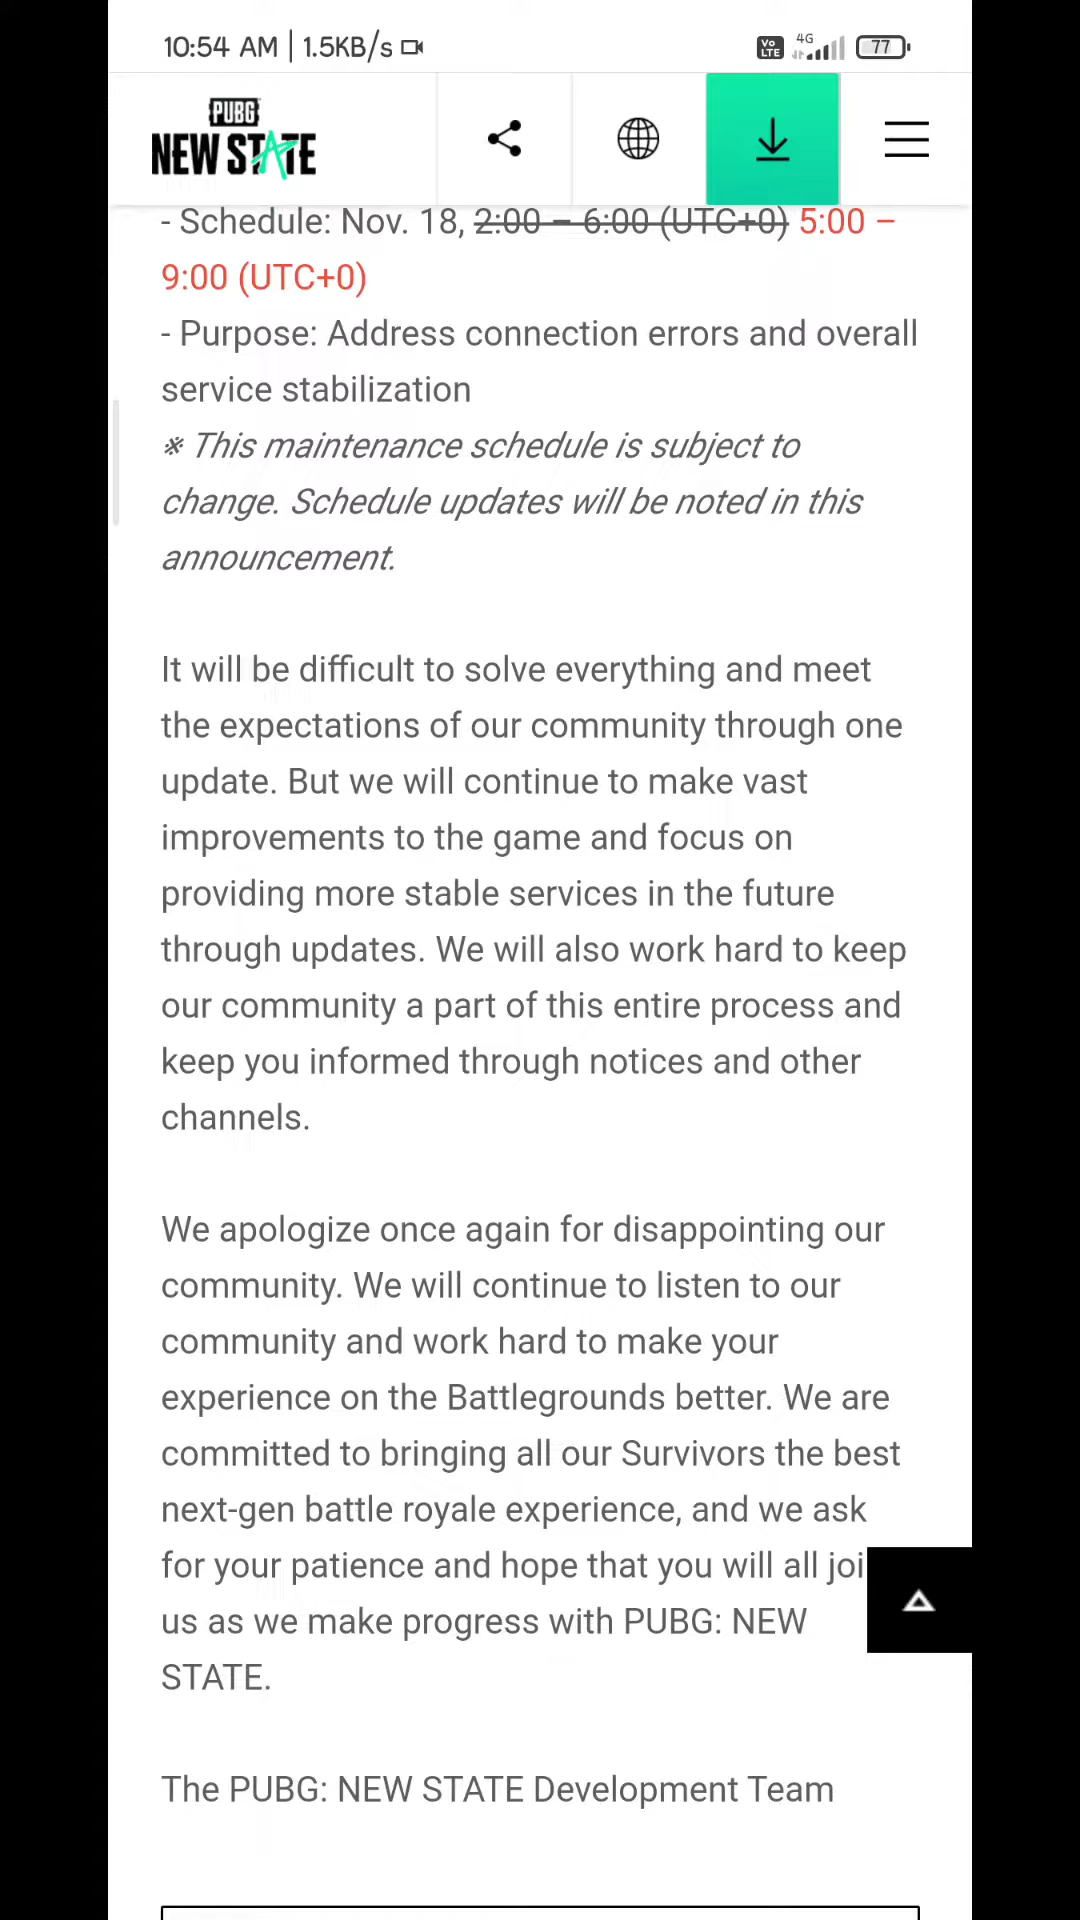 10:54 AM | 1.5KB/s
Vo LTE 4G 77
PUBG
NEW STATE
- Schedule: Nov. 18, 2:00 – 6:00 (UTC+0) 5:00 –
9:00 (UTC+0)
- Purpose: Address connection errors and overall
service stabilization
※ This maintenance schedule is subject to
change. Schedule updates will be noted in this
announcement.
It will be difficult to solve everything and meet
the expectations of our community through one
update. But we will continue to make vast
improvements to the game and focus on
providing more stable services in the future
through updates. We will also work hard to keep
our community a part of this entire process and
keep you informed through notices and other
channels.
We apologize once again for disappointing our
community. We will continue to listen to our
community and work hard to make your
experience on the Battlegrounds better. We are
committed to bringing all our Survivors the best
next-gen battle royale experience, and we ask
for your patience and hope that you will all joi
us as we make progress with PUBG: NEW
STATE.
The PUBG: NEW STATE Development Team